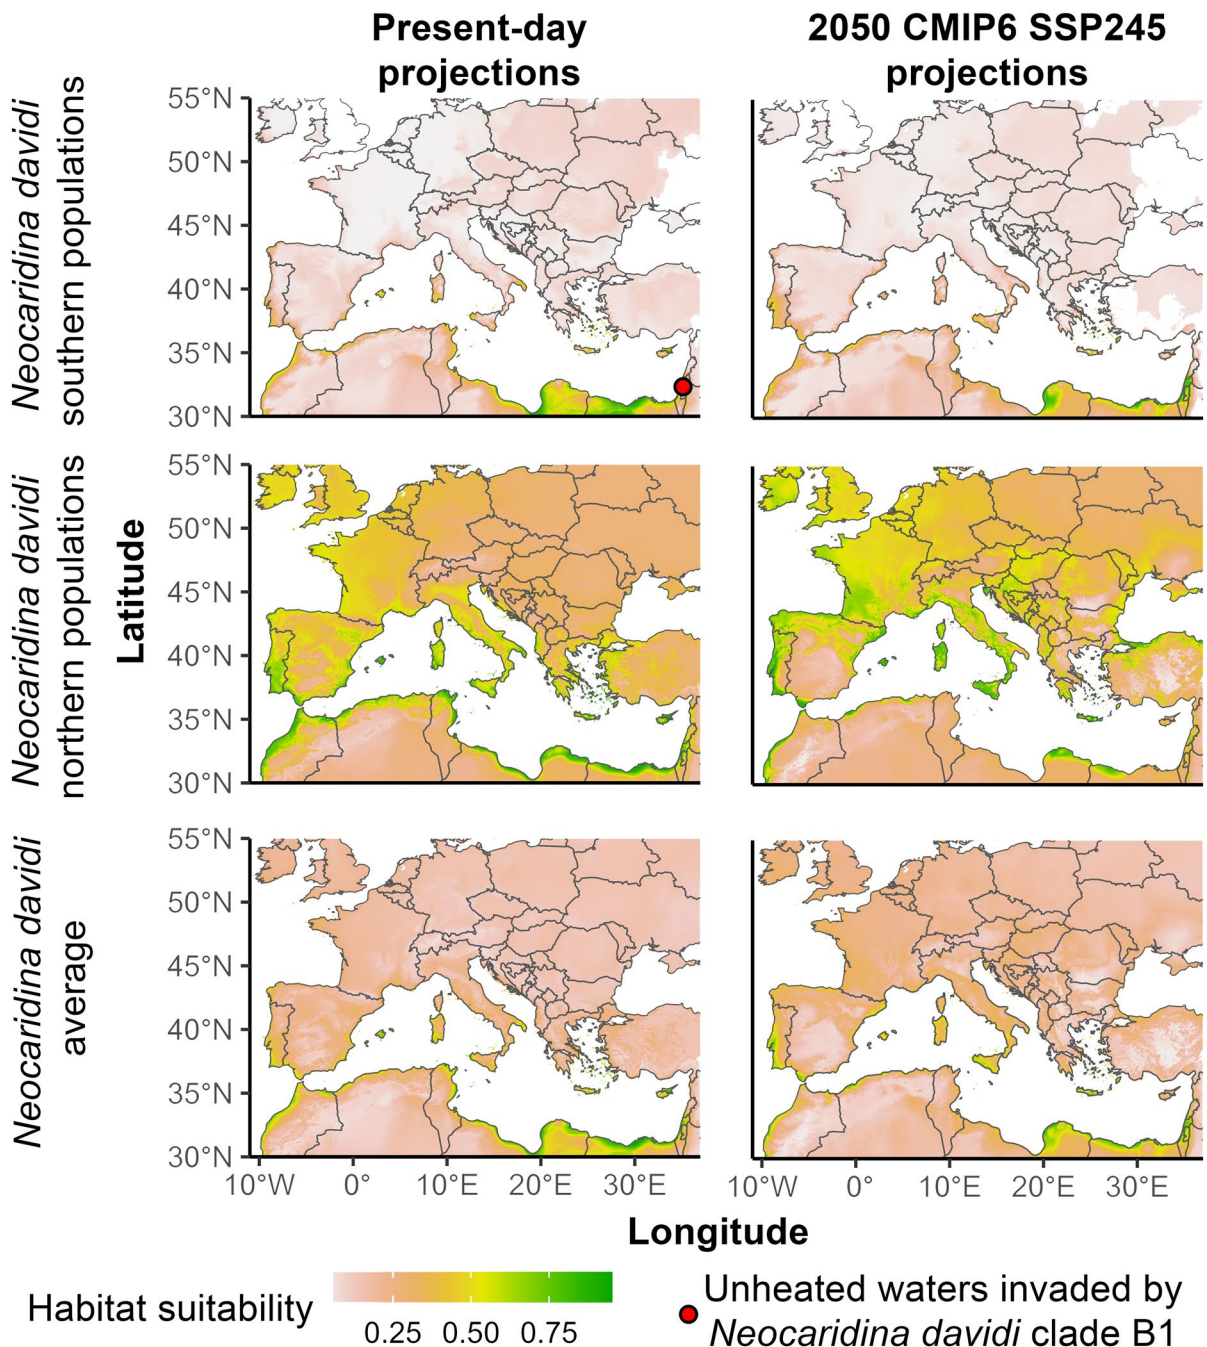 Present-day
projections
2050 CMIP6 SSP245
projections
Neocaridina davidi
southern populations
55°N
50°N
45°N
40°N
35°N
30°N
Neocaridina davidi
northern populations
Latitude
55°N
50°N
45°N
40°N
35°N
30°N
Neocaridina davidi
average
55°N
50°N
45°N
40°N
35°N
30°N
10°W 0° 10°E 20°E 30°E
10°W 0° 10°E 20°E 30°E
Longitude
Habitat suitability
0.25 0.50 0.75
Unheated waters invaded by
Neocaridina davidi clade B1